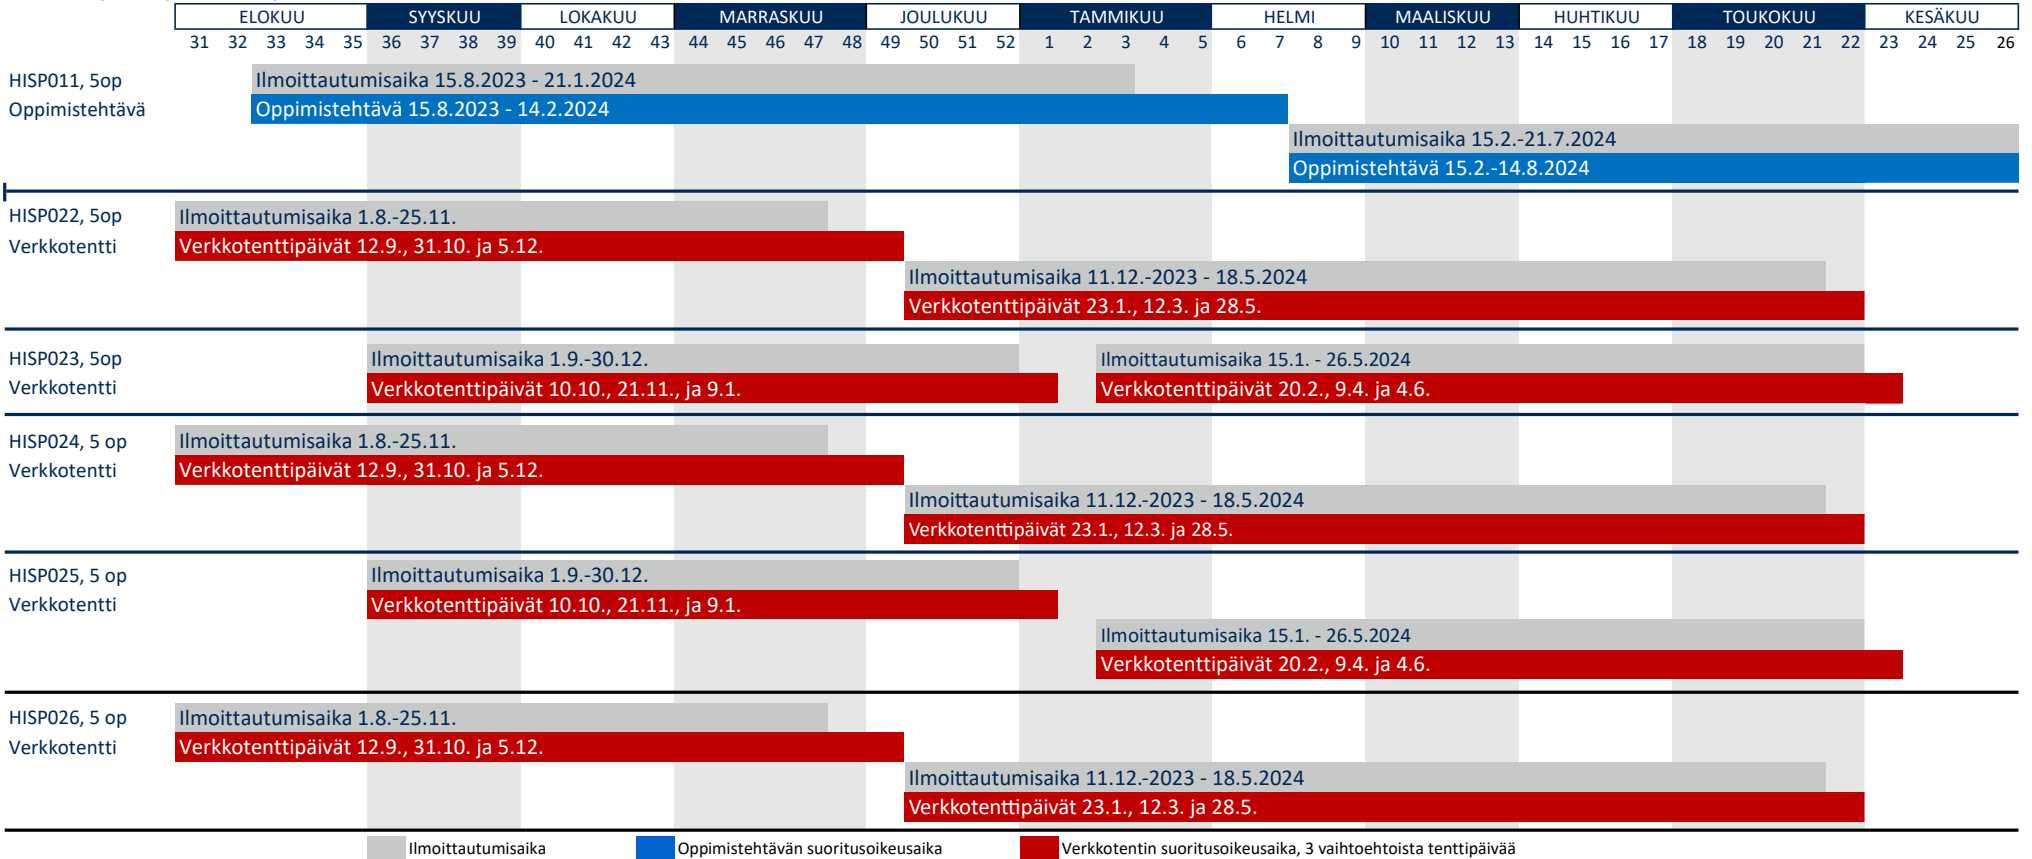 ELOKUU SYYSKUU LOKAKUU MARRASKUU JOULUKUU TAMMIKUU HELMI MAALISKUU HUHTIKUU TOUKOKUU KESÄKUU
31 32 33 34 35 36 37 38 39 40 41 42 43 44 45 46 47 48 49 50 51 52 1 2 3 4 5 6 7 8 9 10 11 12 13 14 15 16 17 18 19 20 21 22 23 24 25 26
HISP011, 5op Ilmoittautumisaika 15.8.2023 - 21.1.2024
Oppimistehtävä Oppimistehtävä 15.8.2023 - 14.2.2024
Ilmoittautumisaika 15.2.-21.7.2024
Oppimistehtävä 15.2.-14.8.2024
HISP022, 5op Ilmoittautumisaika 1.8.-25.11.
Verkkotentti Verkkotenttipäivät 12.9., 31.10. ja 5.12.
Ilmoittautumisaika 11.12.-2023 - 18.5.2024
Verkkotenttipäivät 23.1., 12.3. ja 28.5.
HISP023, 5op Ilmoittautumisaika 1.9.-30.12. Ilmoittautumisaika 15.1. - 26.5.2024
Verkkotentti Verkkotenttipäivät 10.10., 21.11., ja 9.1. Verkkotenttipäivät 20.2., 9.4. ja 4.6.
HISP024, 5 op Ilmoittautumisaika 1.8.-25.11.
Verkkotentti Verkkotenttipäivät 12.9., 31.10. ja 5.12.
Ilmoittautumisaika 11.12.-2023 - 18.5.2024
Verkkotenttipäivät 23.1., 12.3. ja 28.5.
HISP025, 5 op Ilmoittautumisaika 1.9.-30.12.
Verkkotentti Verkkotenttipäivät 10.10., 21.11., ja 9.1.
Ilmoittautumisaika 15.1. - 26.5.2024
Verkkotenttipäivät 20.2., 9.4. ja 4.6.
HISP026, 5 op Ilmoittautumisaika 1.8.-25.11.
Verkkotentti Verkkotenttipäivät 12.9., 31.10. ja 5.12.
Ilmoittautumisaika 11.12.-2023 - 18.5.2024
Verkkotenttipäivät 23.1., 12.3. ja 28.5.
Ilmoittautumisaika Oppimistehtävän suoritusoikeusaika Verkkotentin suoritusoikeusaika, 3 vaihtoehtoista tenttipäivää